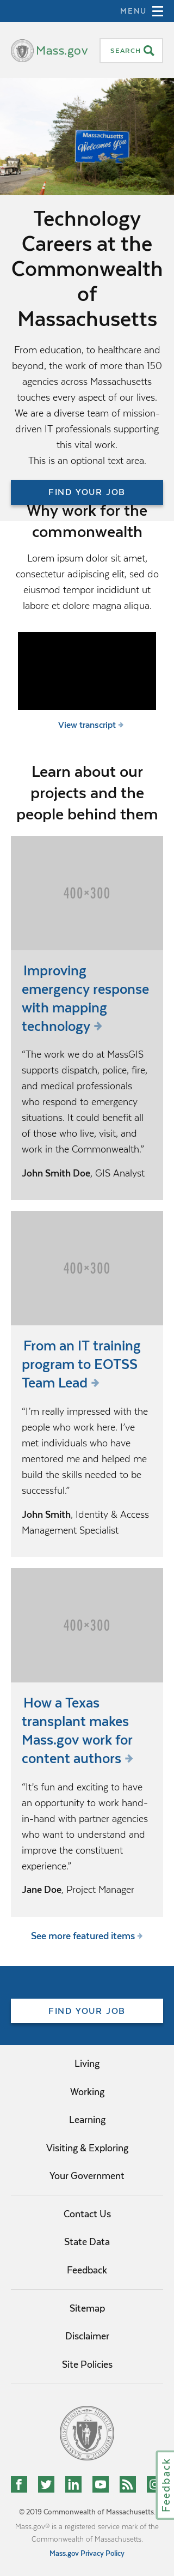 MENU
Mass.gov
SEARCH
Massachusetts
Welcomes You
Technology
Careers at the
Commonwealth
of
Massachusetts
From education, to healthcare and
beyond, the work of more than 150
agencies across Massachusetts
touches every aspect of our lives.
We are a diverse team of mission-
driven IT professionals supporting
this vital work.
This is an optional text area.
FIND YOUR JOB
Why work for the
commonwealth
Lorem ipsum dolor sit amet,
consectetur adipiscing elit, sed do
eiusmod tempor incididunt ut
labore et dolore magna aliqua.
View transcript
Learn about our
projects and the
people behind them
400×300
Improving
emergency response
with mapping
technology
“The work we do at MassGIS
supports dispatch, police, fire,
and medical professionals
who respond to emergency
situations. It could benefit all
of those who live, visit, and
work in the Commonwealth.”
John Smith Doe, GIS Analyst
400×300
From an IT training
program to EOTSS
Team Lead
“I’m really impressed with the
people who work here. I’ve
met individuals who have
mentored me and helped me
build the skills needed to be
successful.”
John Smith, Identity & Access
Management Specialist
400×300
How a Texas
transplant makes
Mass.gov work for
content authors
“It’s fun and exciting to have
an opportunity to work hand-
in-hand with partner agencies
who want to understand and
improve the constituent
experience.”
Jane Doe, Project Manager
See more featured items
FIND YOUR JOB
Living
Working
Learning
Visiting & Exploring
Your Government
Contact Us
State Data
Feedback
Sitemap
Disclaimer
Site Policies
Feedback
© 2019 Commonwealth of Massachusetts.
Mass.gov® is a registered service mark of the
Commonwealth of Massachusetts.
Mass.gov Privacy Policy